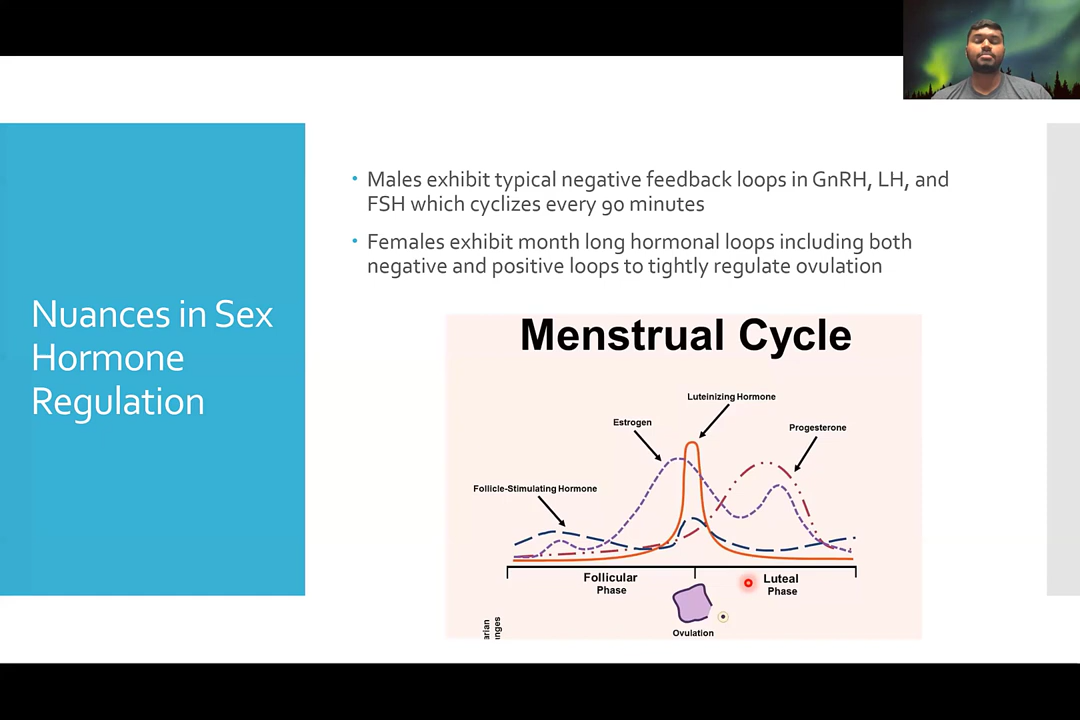 Nuances in Sex
Hormone
Regulation
• Males exhibit typical negative feedback loops in GnRH, LH, and
FSH which cyclizes every 90 minutes
• Females exhibit month long hormonal loops including both
negative and positive loops to tightly regulate ovulation
Menstrual Cycle
Luteinizing Hormone
Estrogen
Progesterone
Follicle-Stimulating Hormone
Follicular
Phase
Luteal
Phase
Ovulation
arian
nges